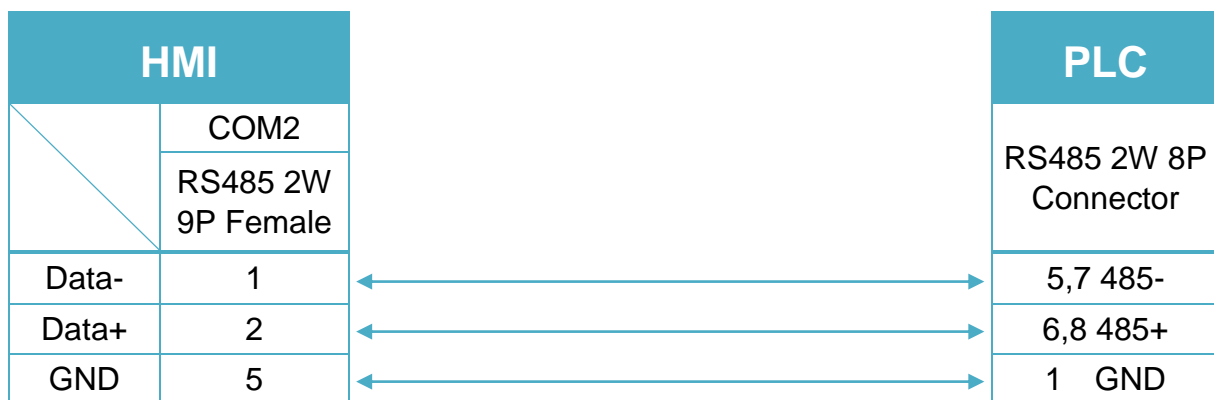 HMI
PLC
COM2
RS485 2W
9P Female
RS485 2W 8P
Connector
Data- 1 5,7 485-
Data+ 2 6,8 485+
GND 5 1 GND